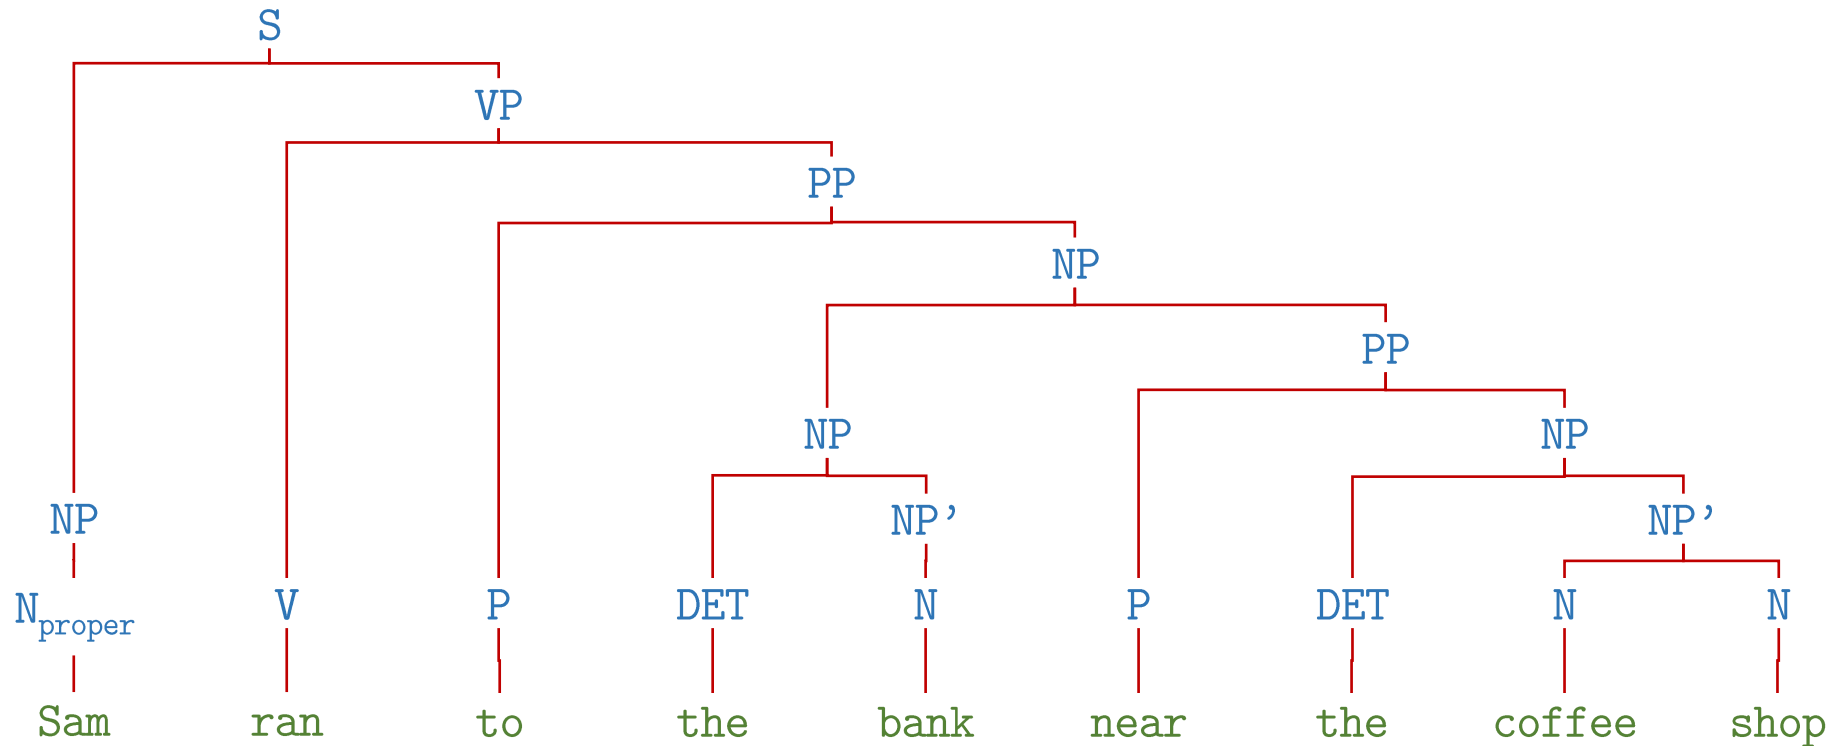 S
VP
PP
NP
PP
NP NP
NP NP’ NP’
N_proper V P DET N P DET N N
Sam ran to the bank near the coffee shop